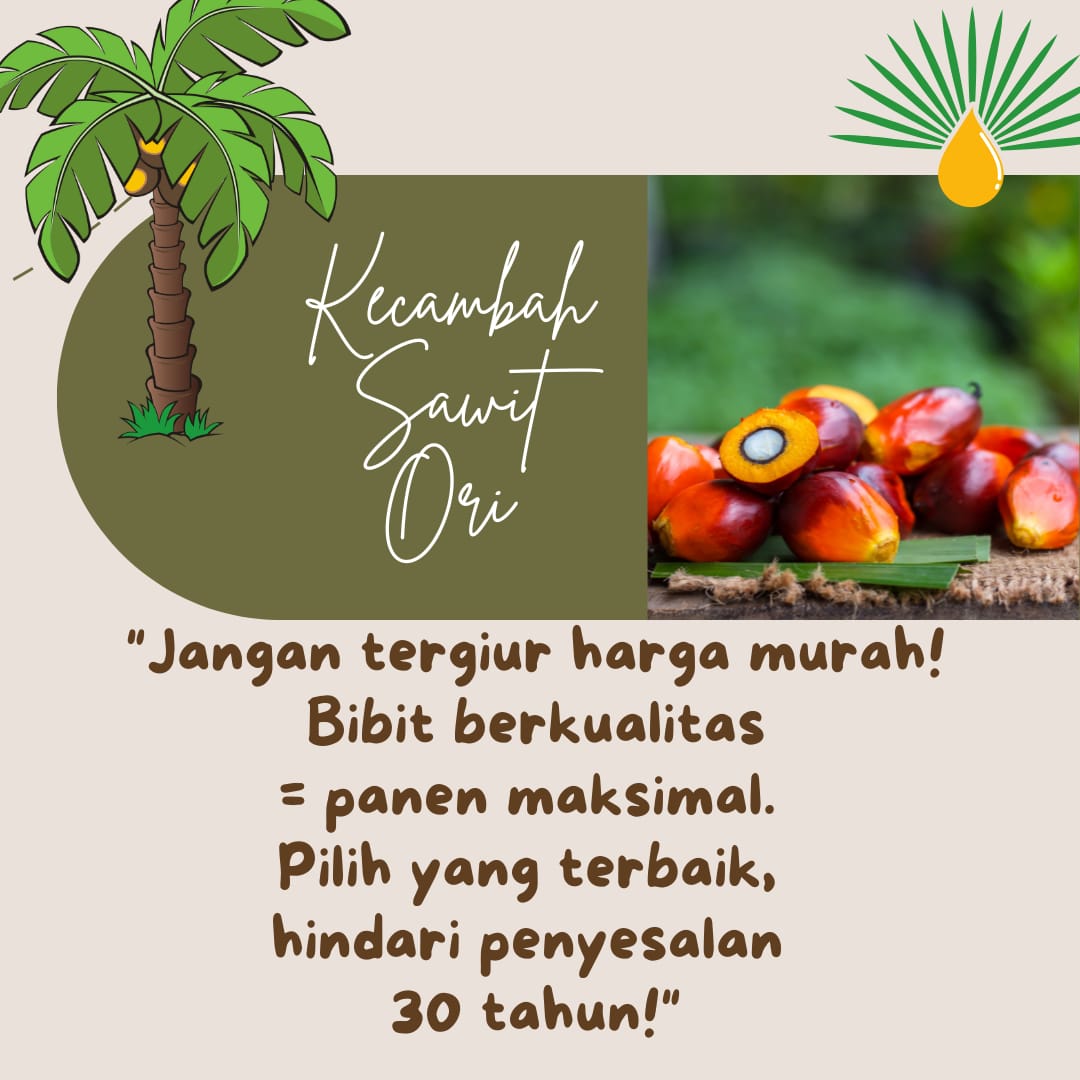 Kecambah
Sawit
Ori
"Jangan tergiur harga murah!
Bibit berkualitas
= panen maksimal.
Pilih yang terbaik,
hindari penyesalan
30 tahun!"